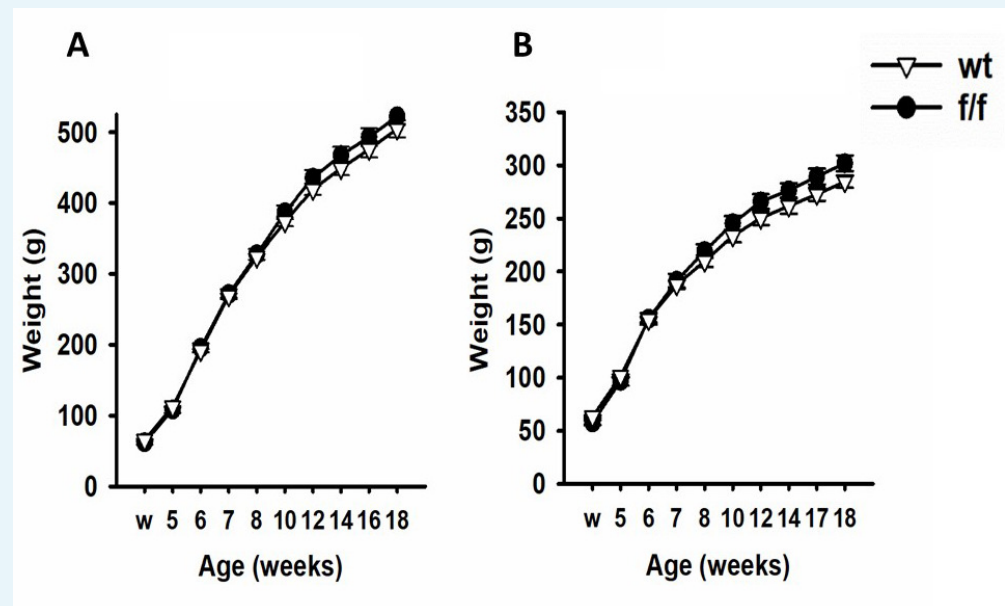 A
B
wt
f/f
Weight (g)
500
400
300
200
100
0
w 5 6 7 8 10 12 14 16 18
Age (weeks)
Weight (g)
350
300
250
200
150
100
50
0
w 5 6 7 8 10 12 14 17 18
Age (weeks)